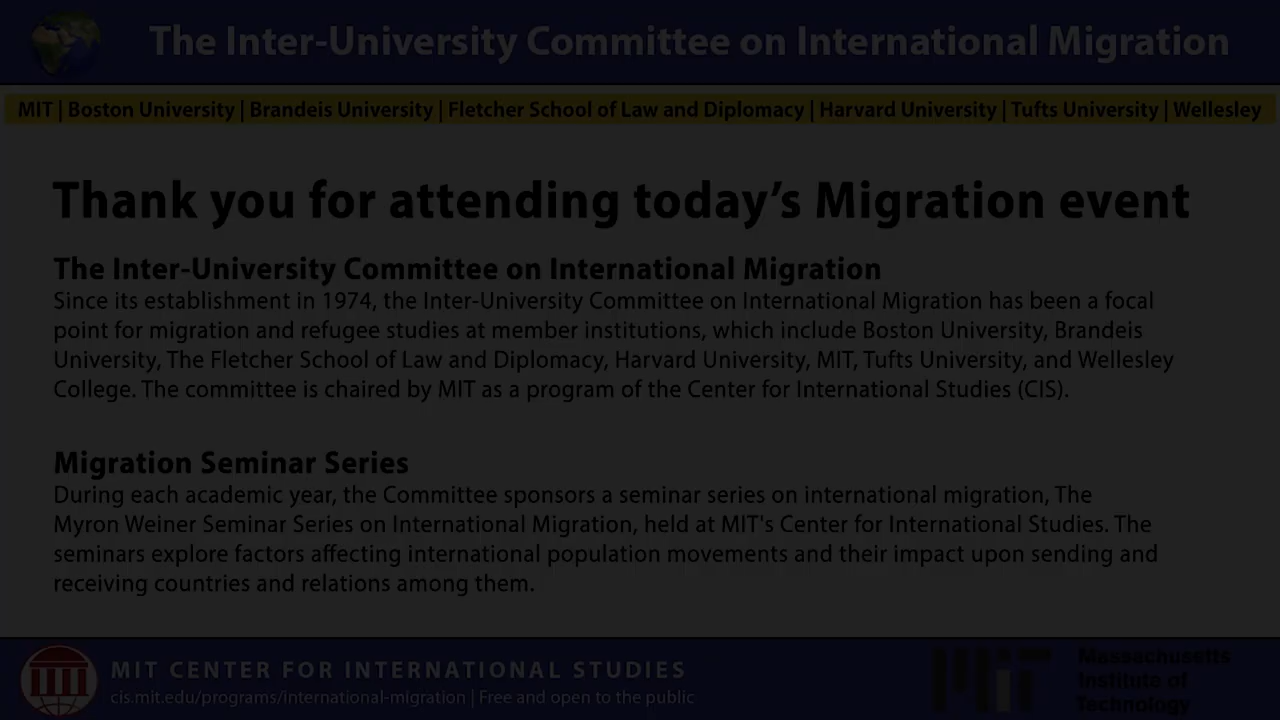 The Inter-University Committee on International Migration
MIT | Boston University | Brandeis University | Fletcher School of Law and Diplomacy | Harvard University | Tufts University | Wellesley
Thank you for attending today’s Migration event
The Inter-University Committee on International Migration
Since its establishment in 1974, the Inter-University Committee on International Migration has been a focal
point for migration and refugee studies at member institutions, which include Boston University, Brandeis
University, The Fletcher School of Law and Diplomacy, Harvard University, MIT, Tufts University, and Wellesley
College. The committee is chaired by MIT as a program of the Center for International Studies (CIS).
Migration Seminar Series
During each academic year, the Committee sponsors a seminar series on international migration, The
Myron Weiner Seminar Series on International Migration, held at MIT's Center for International Studies. The
seminars explore factors affecting international population movements and their impact upon sending and
receiving countries and relations among them.
MIT CENTER FOR INTERNATIONAL STUDIES
cis.mit.edu/programs/international-migration | Free and open to the public
MIT
Massachusetts
Institute of
Technology